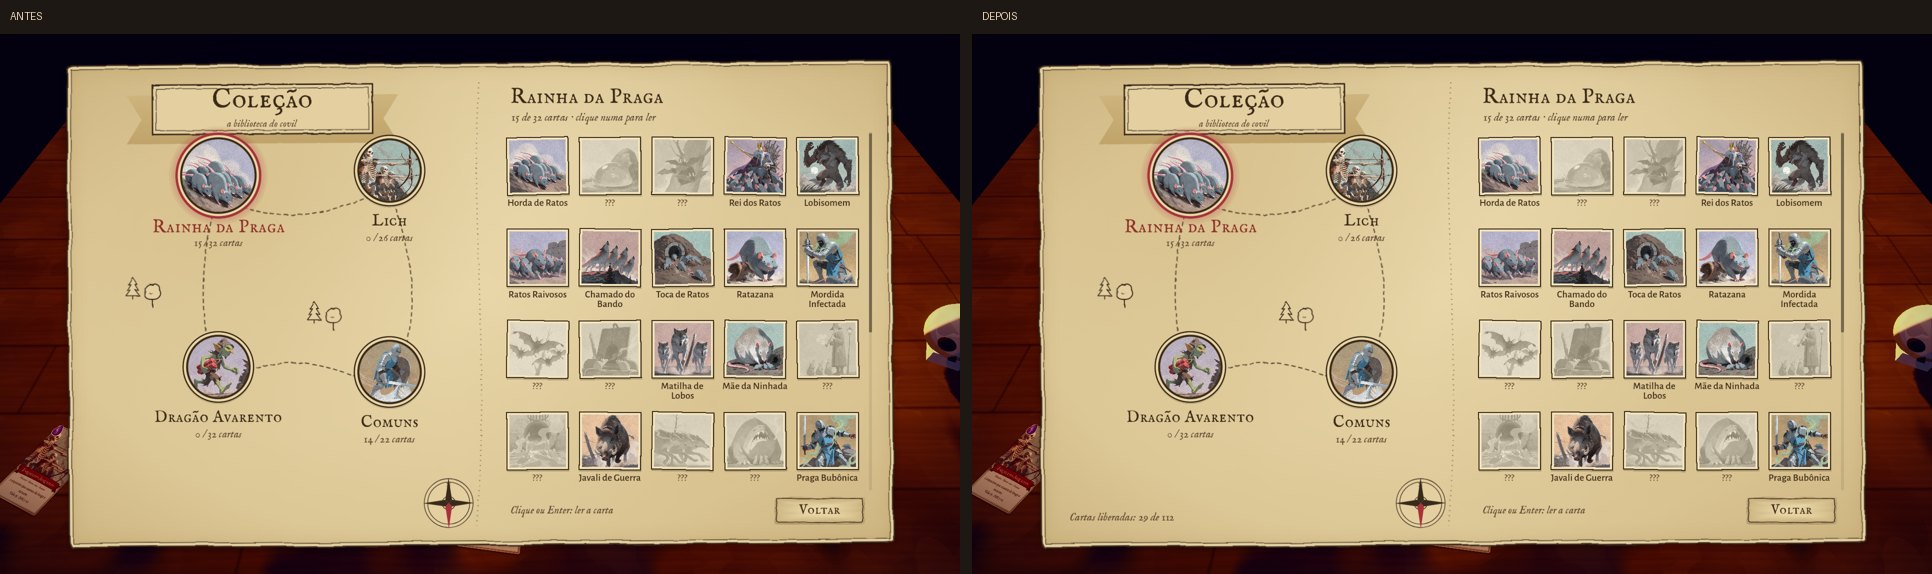 ANTES
Coleção
a biblioteca do covil
Rainha da Praga
15/32 cartas
Lich
0/26 cartas
Dragão Avarento
0/32 cartas
Comuns
14/22 cartas
Rainha da Praga
15 de 32 cartas · clique numa para ler
Horda de Ratos
???
???
Rei dos Ratos
Lobisomem
Ratos Raivosos
Chamado do
Bando
Toca de Ratos
Ratazana
Mordida
Infectada
???
???
Matilha de
Lobos
Mãe da Ninhada
???
???
Javali de Guerra
???
???
Praga Bubônica
Clique ou Enter: ler a carta
Voltar
DEPOIS
Coleção
a biblioteca do covil
Rainha da Praga
15/32 cartas
Lich
0/26 cartas
Dragão Avarento
0/32 cartas
Comuns
14/22 cartas
Cartas liberadas: 29 de 112
Rainha da Praga
15 de 32 cartas · clique numa para ler
Horda de Ratos
???
???
Rei dos Ratos
Lobisomem
Ratos Raivosos
Chamado do
Bando
Toca de Ratos
Ratazana
Mordida
Infectada
???
???
Matilha de
Lobos
Mãe da Ninhada
???
???
Javali de Guerra
???
???
Praga Bubônica
Clique ou Enter: ler a carta
Voltar